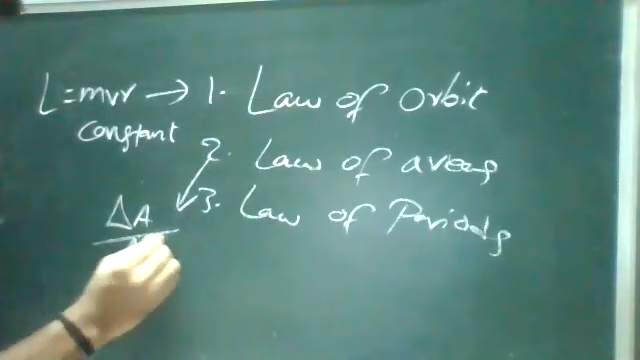 L = mvr → 1. Law of orbit
constant
2. Law of areas
3. Law of Periods
ΔA